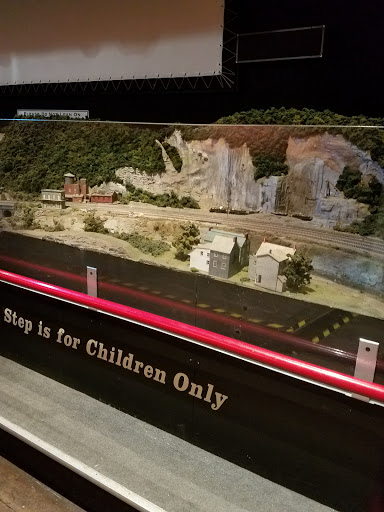 Step is for Children Only